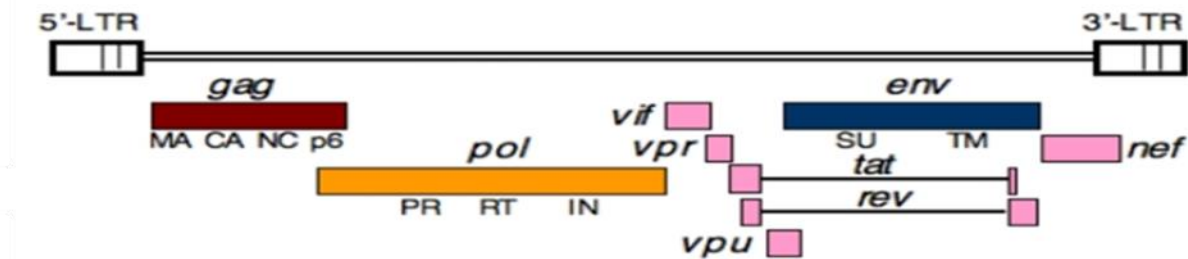 5’-LTR 3’-LTR
gag env
vif
MA CA NC p6 SU TM
pol vpr nef
tat
PR RT IN rev
vpu